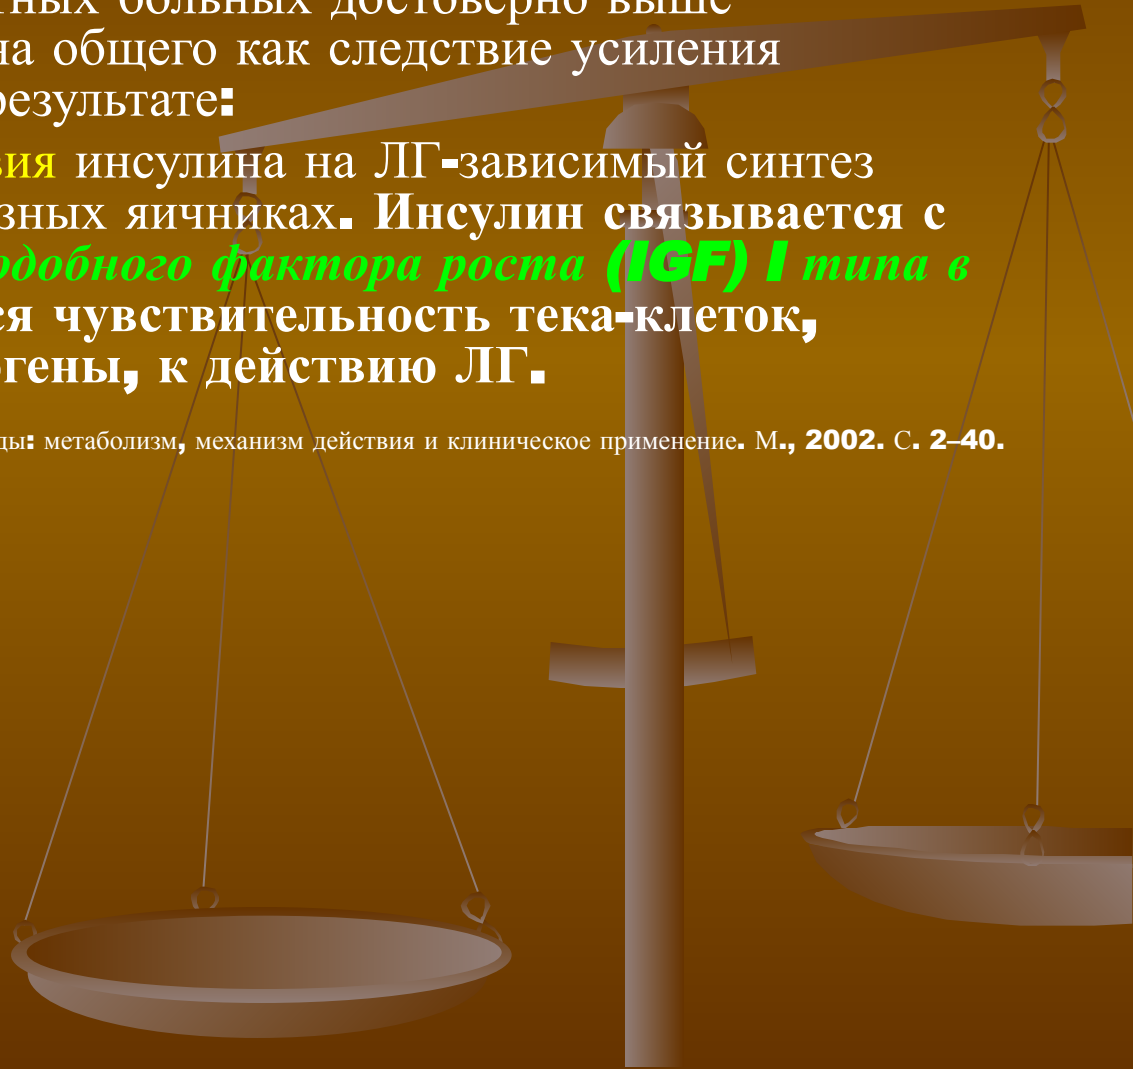 тных больных достоверно выше
на общего как следствие усиления
результате:
вия инсулина на ЛГ-зависимый синтез
зных яичниках. Инсулин связывается с
одобного фактора роста (IGF) I типа в
ся чувствительность тека-клеток,
огены, к действию ЛГ.
ды: метаболизм, механизм действия и клиническое применение. М., 2002. С. 2–40.